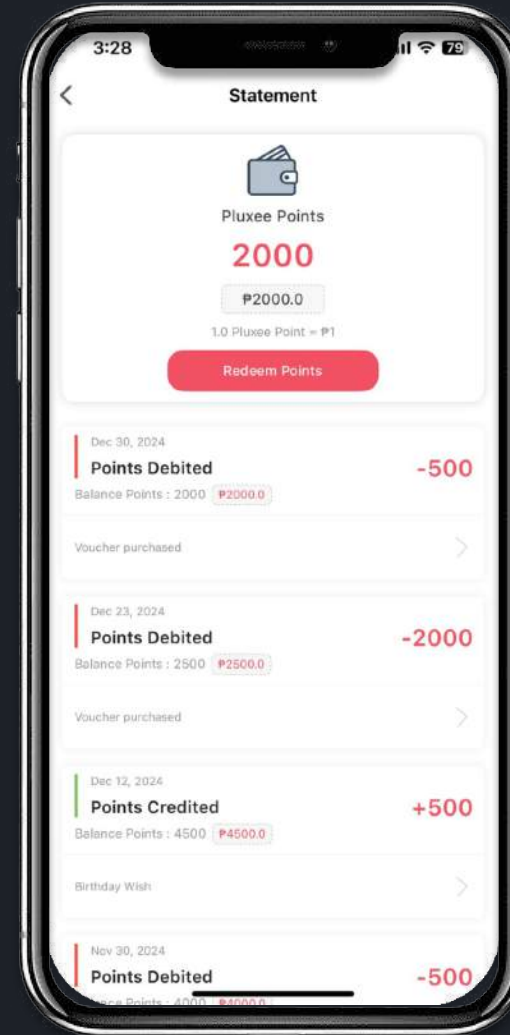 3:28
79
Statement
Pluxee Points
2000
₱2000.0
1.0 Pluxee Point = ₱1
Redeem Points
Dec 30, 2024
Points Debited -500
Balance Points : 2000 ₱2000.0
Voucher purchased
Dec 23, 2024
Points Debited -2000
Balance Points : 2500 ₱2500.0
Voucher purchased
Dec 12, 2024
Points Credited +500
Balance Points : 4500 ₱4500.0
Birthday Wish
Nov 30, 2024
Points Debited -500
Points : 4000 ₱4000.0